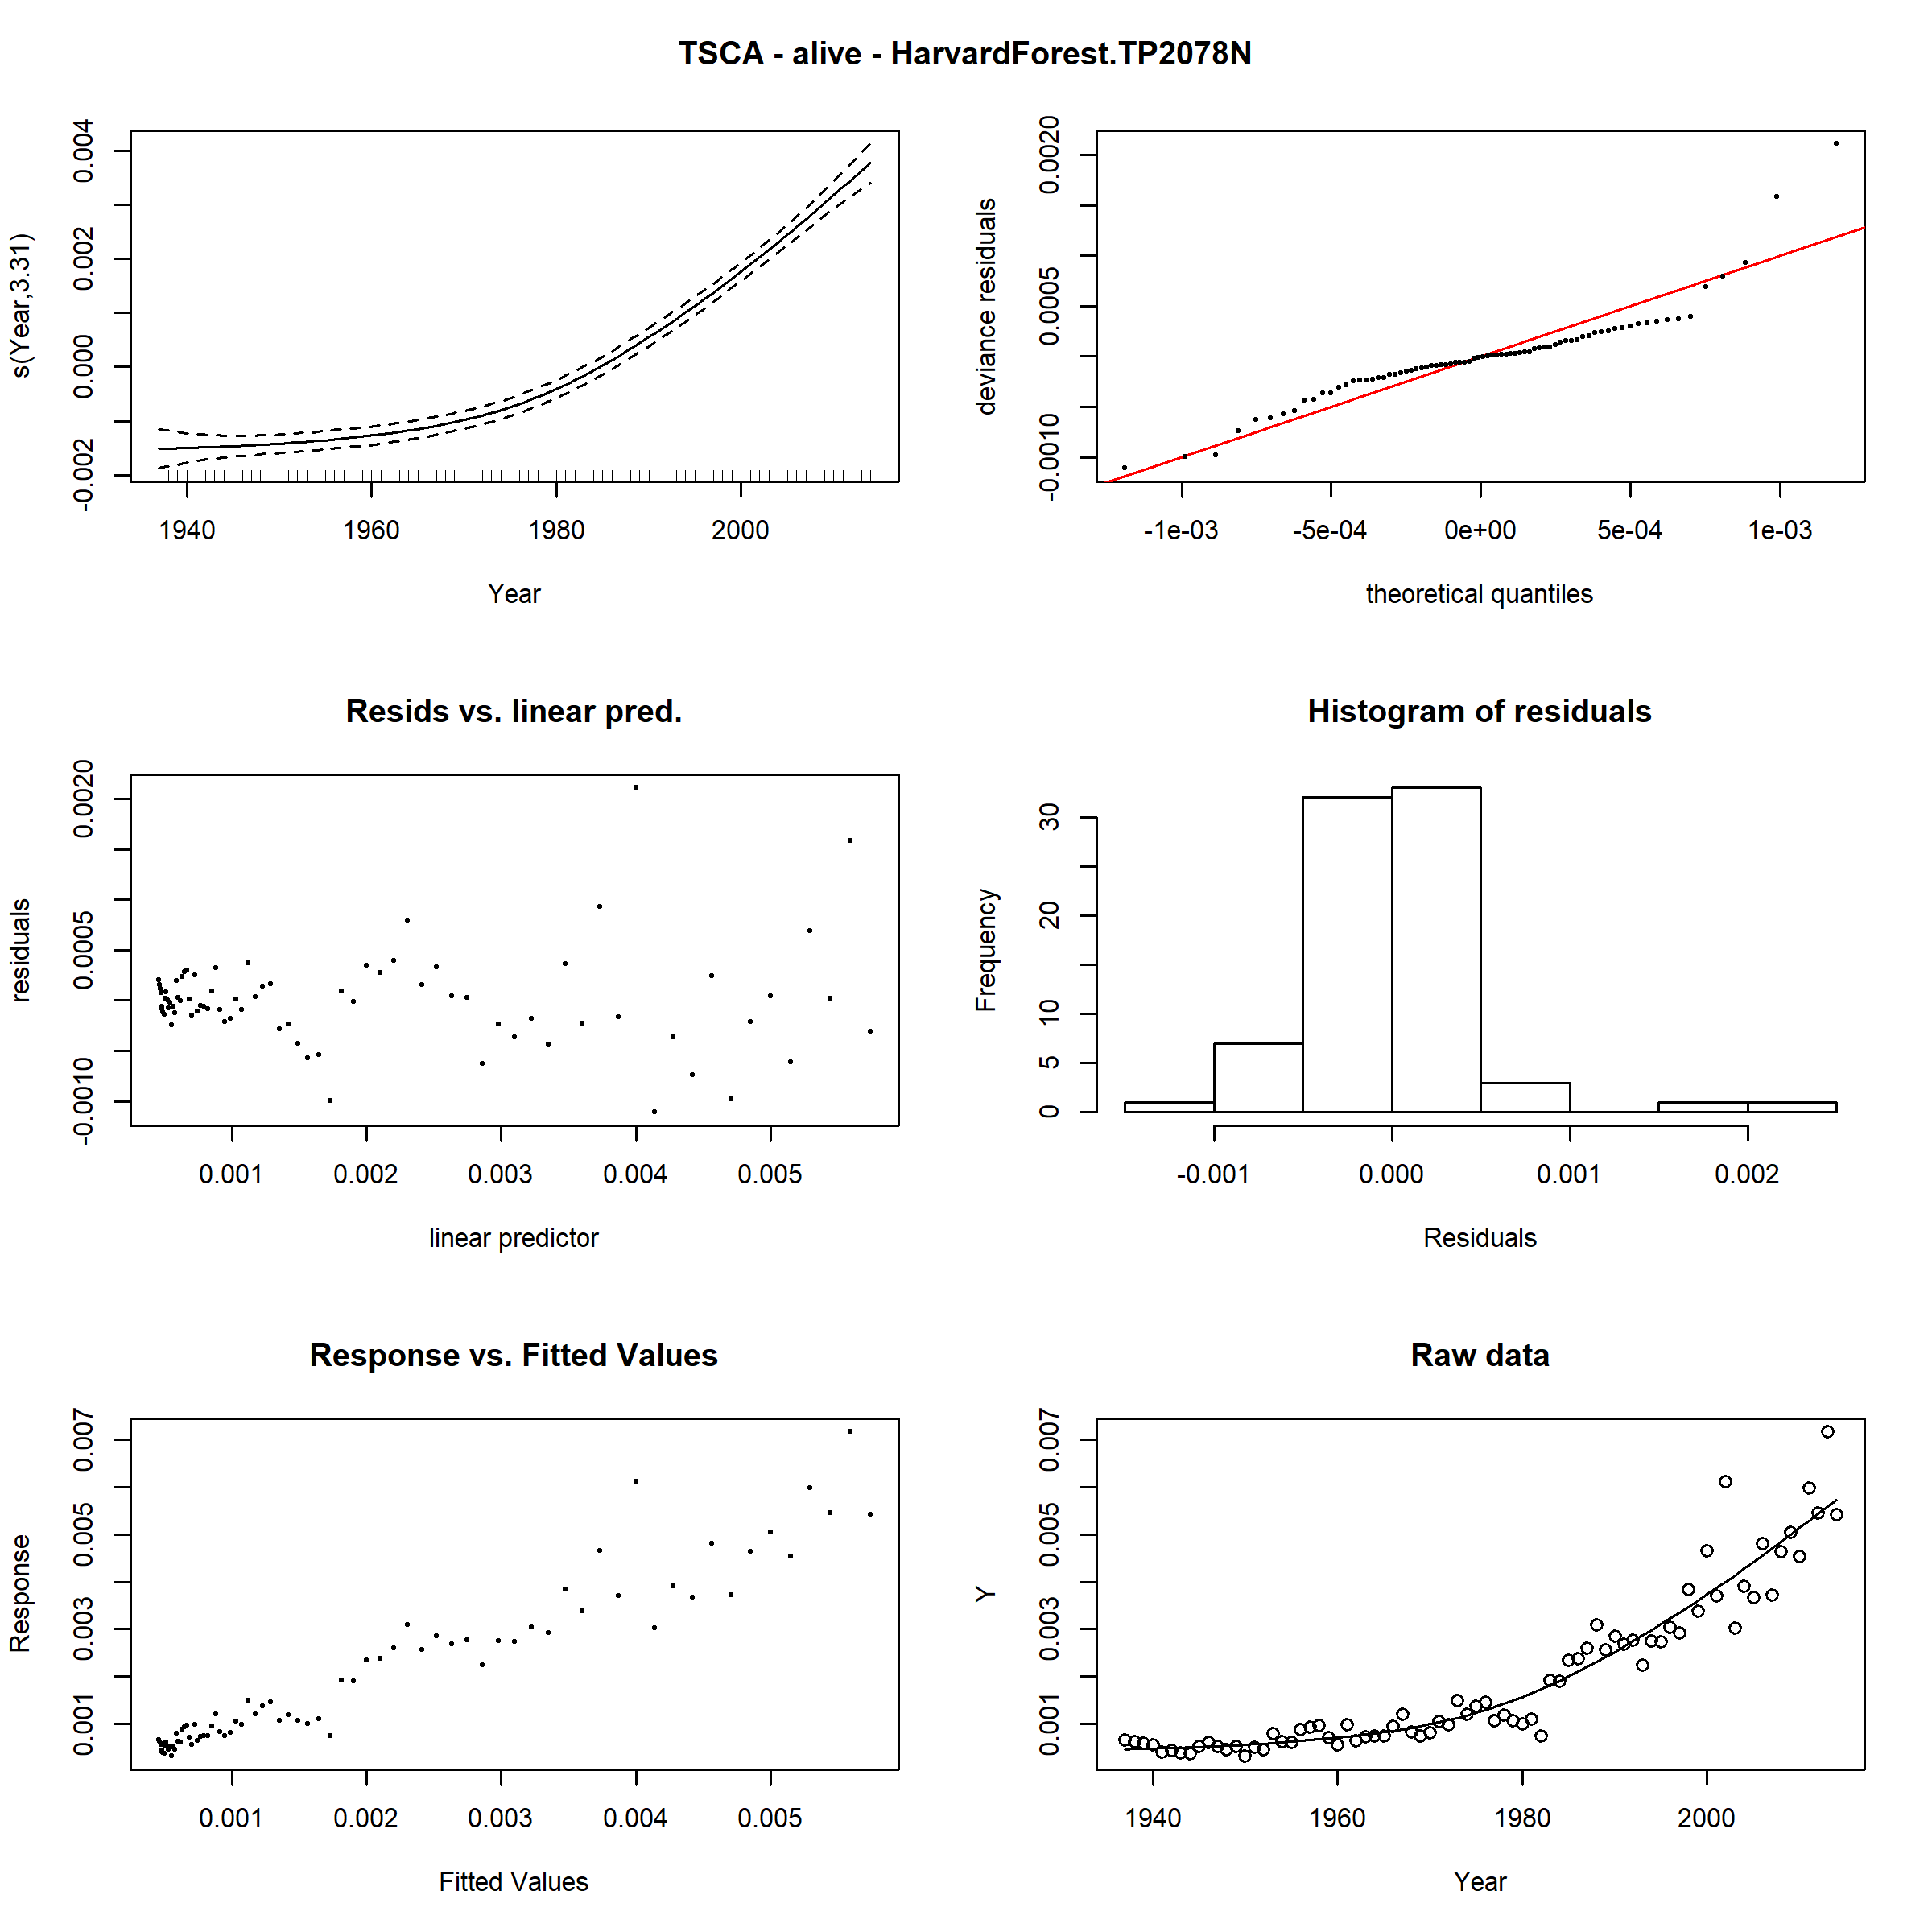 TSCA - alive - HarvardForest.TP2078N
s(Year,3.31)
-0.002 0.000 0.002 0.004
1940 1960 1980 2000
Year
deviance residuals
-0.0010 0.0005 0.0020
-1e-03 -5e-04 0e+00 5e-04 1e-03
theoretical quantiles
Resids vs. linear pred.
residuals
-0.0010 0.0005 0.0020
0.001 0.002 0.003 0.004 0.005
linear predictor
Histogram of residuals
Frequency
0 5 10 20 30
-0.001 0.000 0.001 0.002
Residuals
Response vs. Fitted Values
Response
0.001 0.003 0.005 0.007
0.001 0.002 0.003 0.004 0.005
Fitted Values
Raw data
Y
0.001 0.003 0.005 0.007
1940 1960 1980 2000
Year